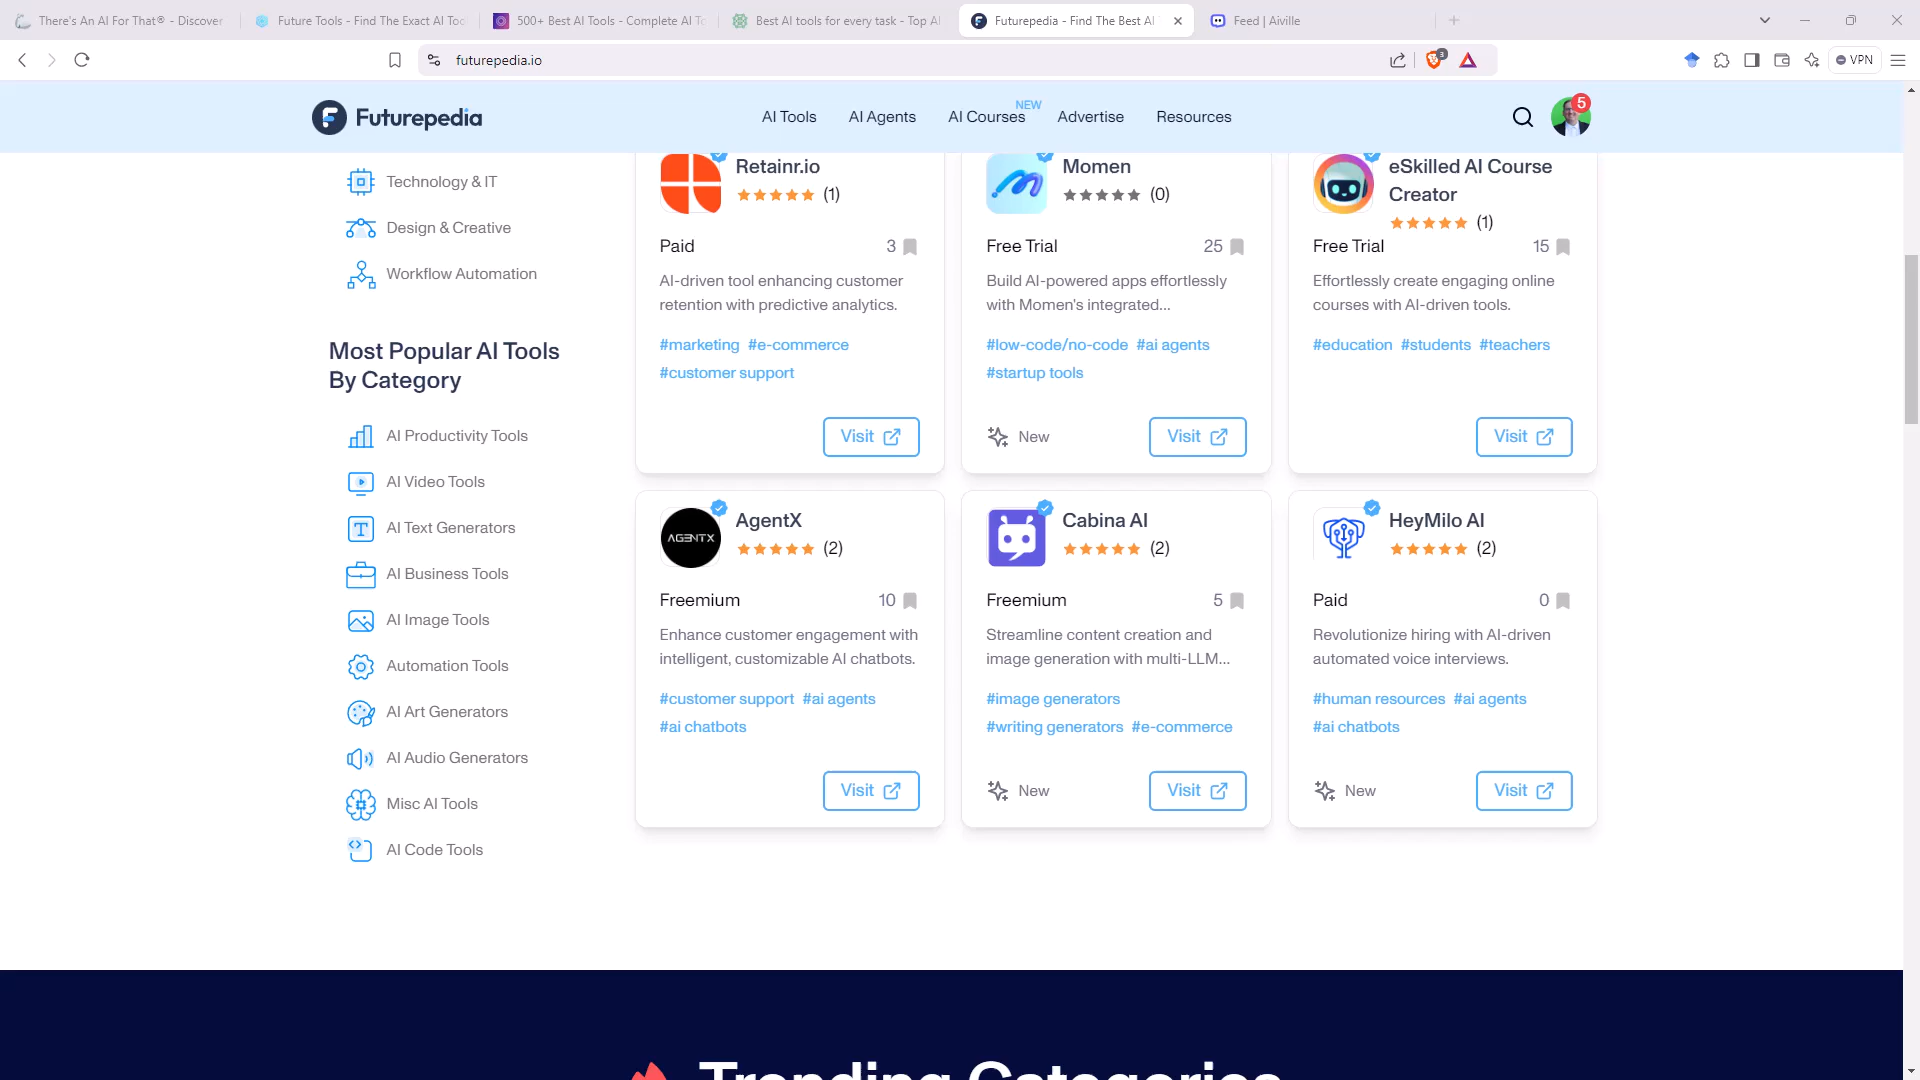 There's An AI For That® - Discover
Future Tools - Find The Exact AI Too
500+ Best AI Tools - Complete AI To
Best AI tools for every task - Top AI
Futurepedia - Find The Best AI
Feed | Aiville
futurepedia.io
3
VPN
Futurepedia
AI Tools
AI Agents
AI Courses
NEW
Advertise
Resources
5
Technology & IT
Design & Creative
Workflow Automation
Most Popular AI Tools
By Category
AI Productivity Tools
AI Video Tools
AI Text Generators
AI Business Tools
AI Image Tools
Automation Tools
AI Art Generators
AI Audio Generators
Misc AI Tools
AI Code Tools
Retainr.io
(1)
Paid
3
AI-driven tool enhancing customer
retention with predictive analytics.
#marketing #e-commerce
#customer support
Visit
Momen
(0)
Free Trial
25
Build AI-powered apps effortlessly
with Momen's integrated...
#low-code/no-code #ai agents
#startup tools
New
Visit
eSkilled AI Course
Creator
(1)
Free Trial
15
Effortlessly create engaging online
courses with AI-driven tools.
#education #students #teachers
Visit
AGENTX
AgentX
(2)
Freemium
10
Enhance customer engagement with
intelligent, customizable AI chatbots.
#customer support #ai agents
#ai chatbots
Visit
Cabina AI
(2)
Freemium
5
Streamline content creation and
image generation with multi-LLM...
#image generators
#writing generators #e-commerce
New
Visit
HeyMilo AI
(2)
Paid
0
Revolutionize hiring with AI-driven
automated voice interviews.
#human resources #ai agents
#ai chatbots
New
Visit
Trending Categories